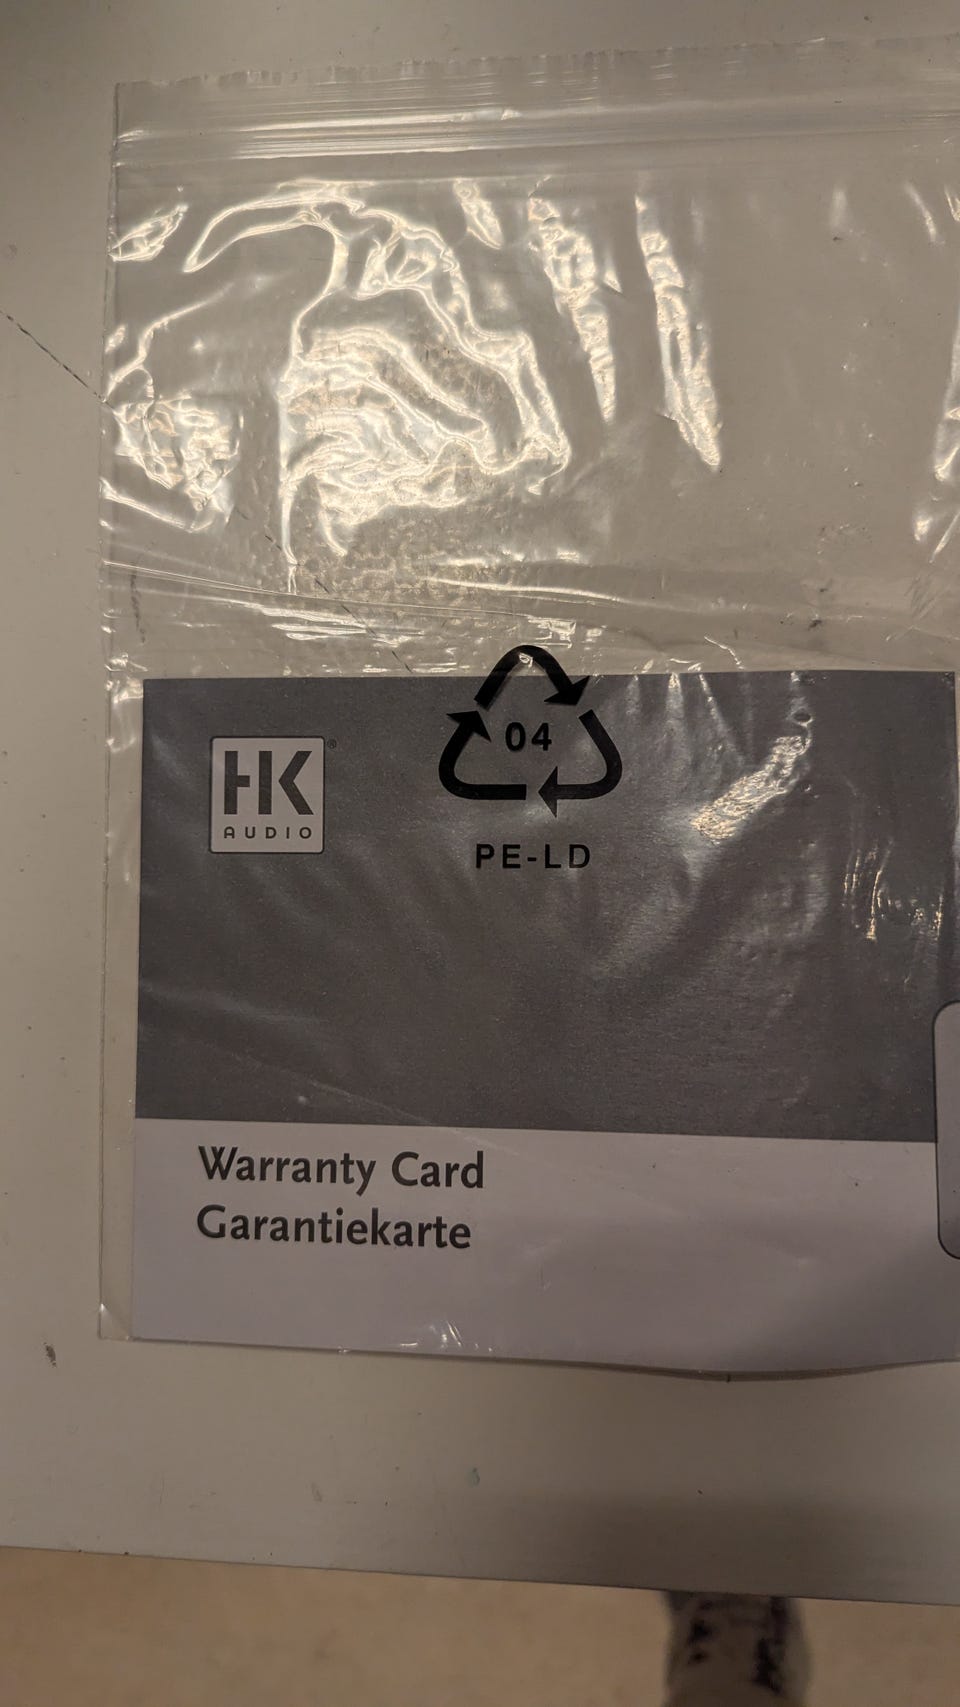 HK®
AUDIO
04
PE-LD
Warranty Card
Garantiekarte